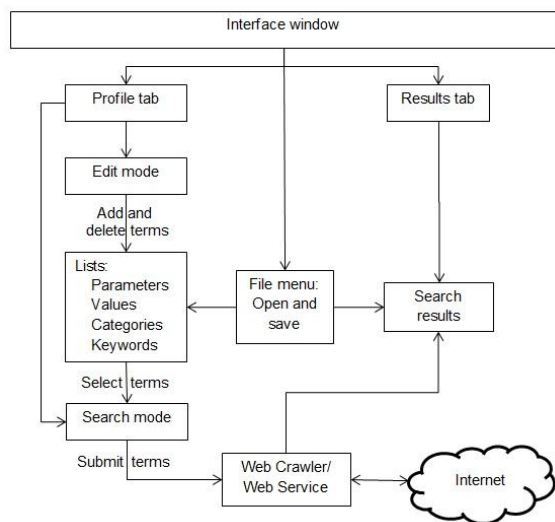 Interface window
Profile tab
Results tab
Edit mode
Add and
delete terms
Lists:
Parameters
Values
Categories
Keywords
File menu:
Open and
save
Search
results
Select terms
Search mode
Submit terms
Web Crawler/
Web Service
Internet